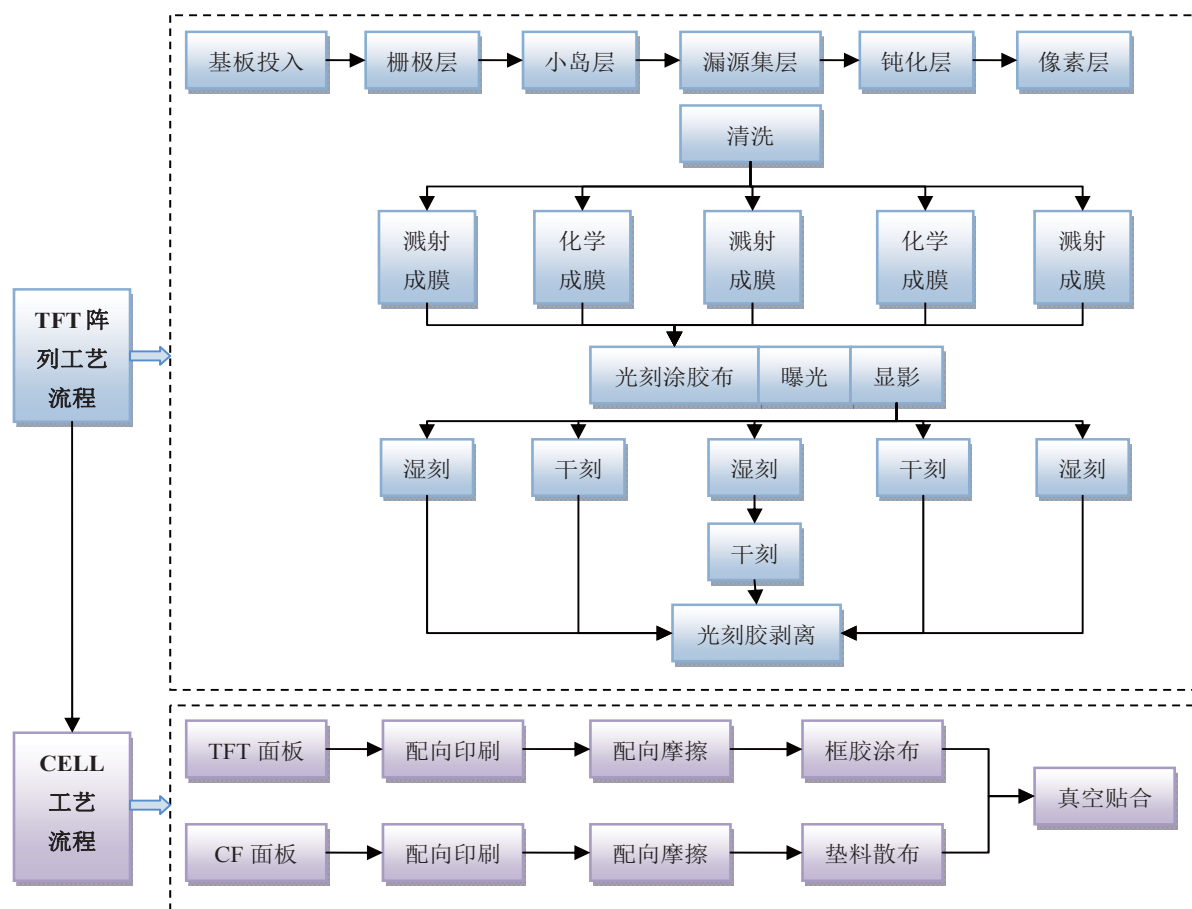 基板投入
栅极层
小岛层
漏源集层
钝化层
像素层
清洗
溅射
成膜
化学
成膜
溅射
成膜
化学
成膜
溅射
成膜
TFT 阵
列工艺
流程
光刻涂胶布
曝光
显影
湿刻
干刻
湿刻
干刻
湿刻
干刻
光刻胶剥离
CELL
工艺
流程
TFT 面板
配向印刷
配向摩擦
框胶涂布
真空贴合
CF 面板
配向印刷
配向摩擦
垫料散布